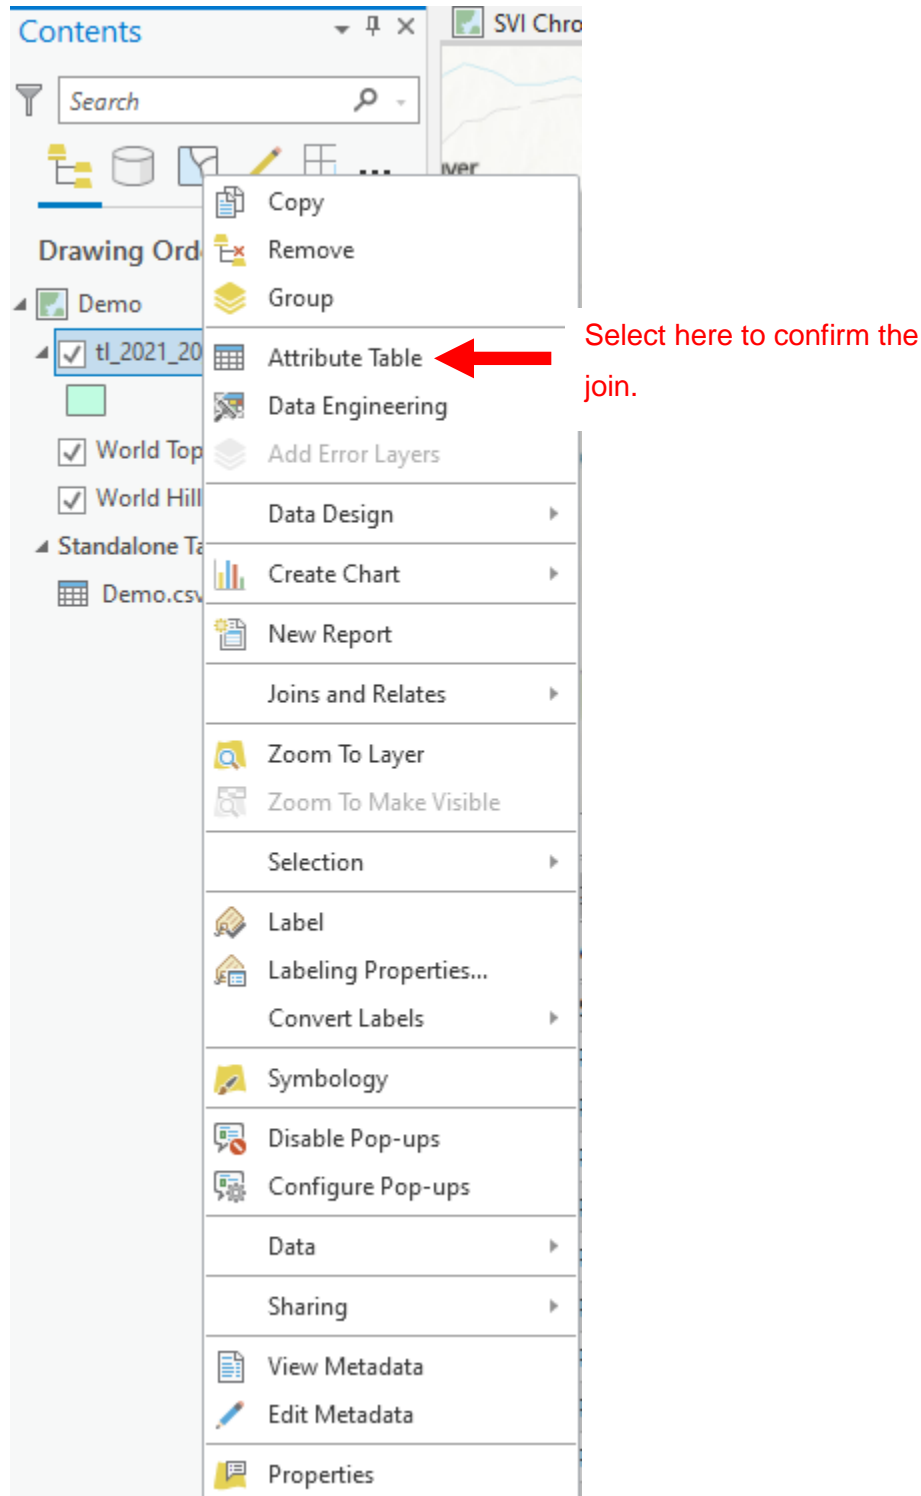 Contents
SVI Chro
Search
Drawing Ord
Demo
tl_2021_20
World Top
World Hill
Standalone Ta
Demo.csv
Copy
Remove
Group
Attribute Table
Data Engineering
Add Error Layers
Data Design
Create Chart
New Report
Joins and Relates
Zoom To Layer
Zoom To Make Visible
Selection
Label
Labeling Properties...
Convert Labels
Symbology
Disable Pop-ups
Configure Pop-ups
Data
Sharing
View Metadata
Edit Metadata
Properties
Select here to confirm the
join.